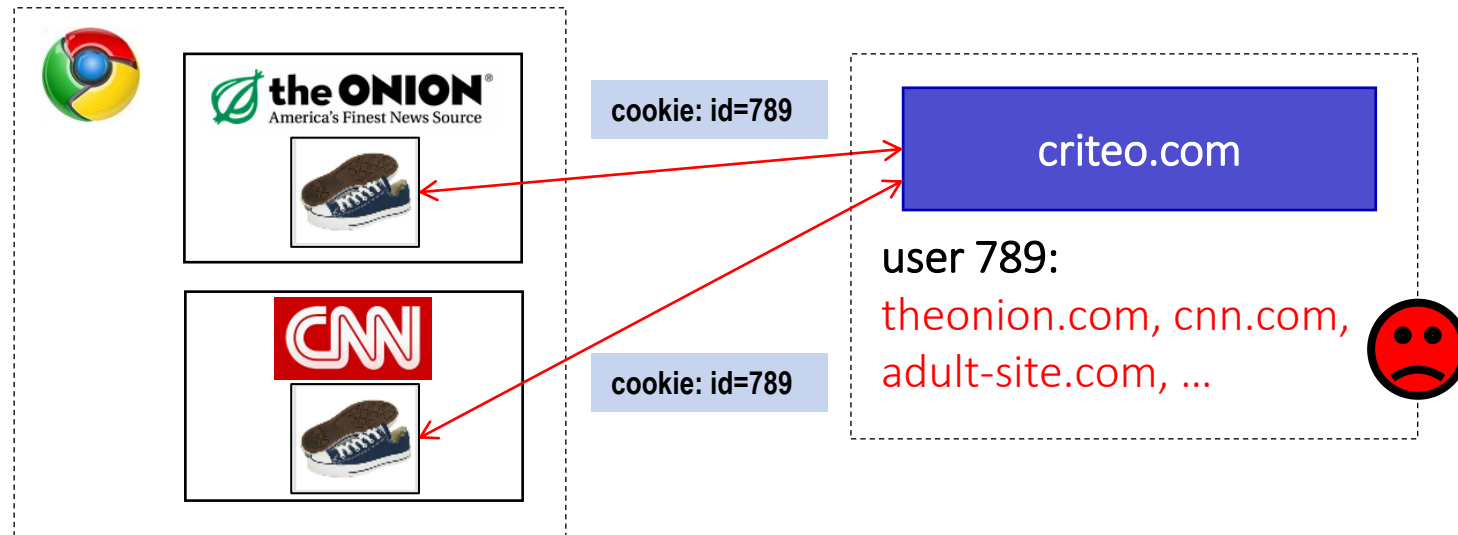 the ONION®
America's Finest News Source
CNN
cookie: id=789
cookie: id=789
criteo.com
user 789:
theonion.com, cnn.com,
adult-site.com, ...